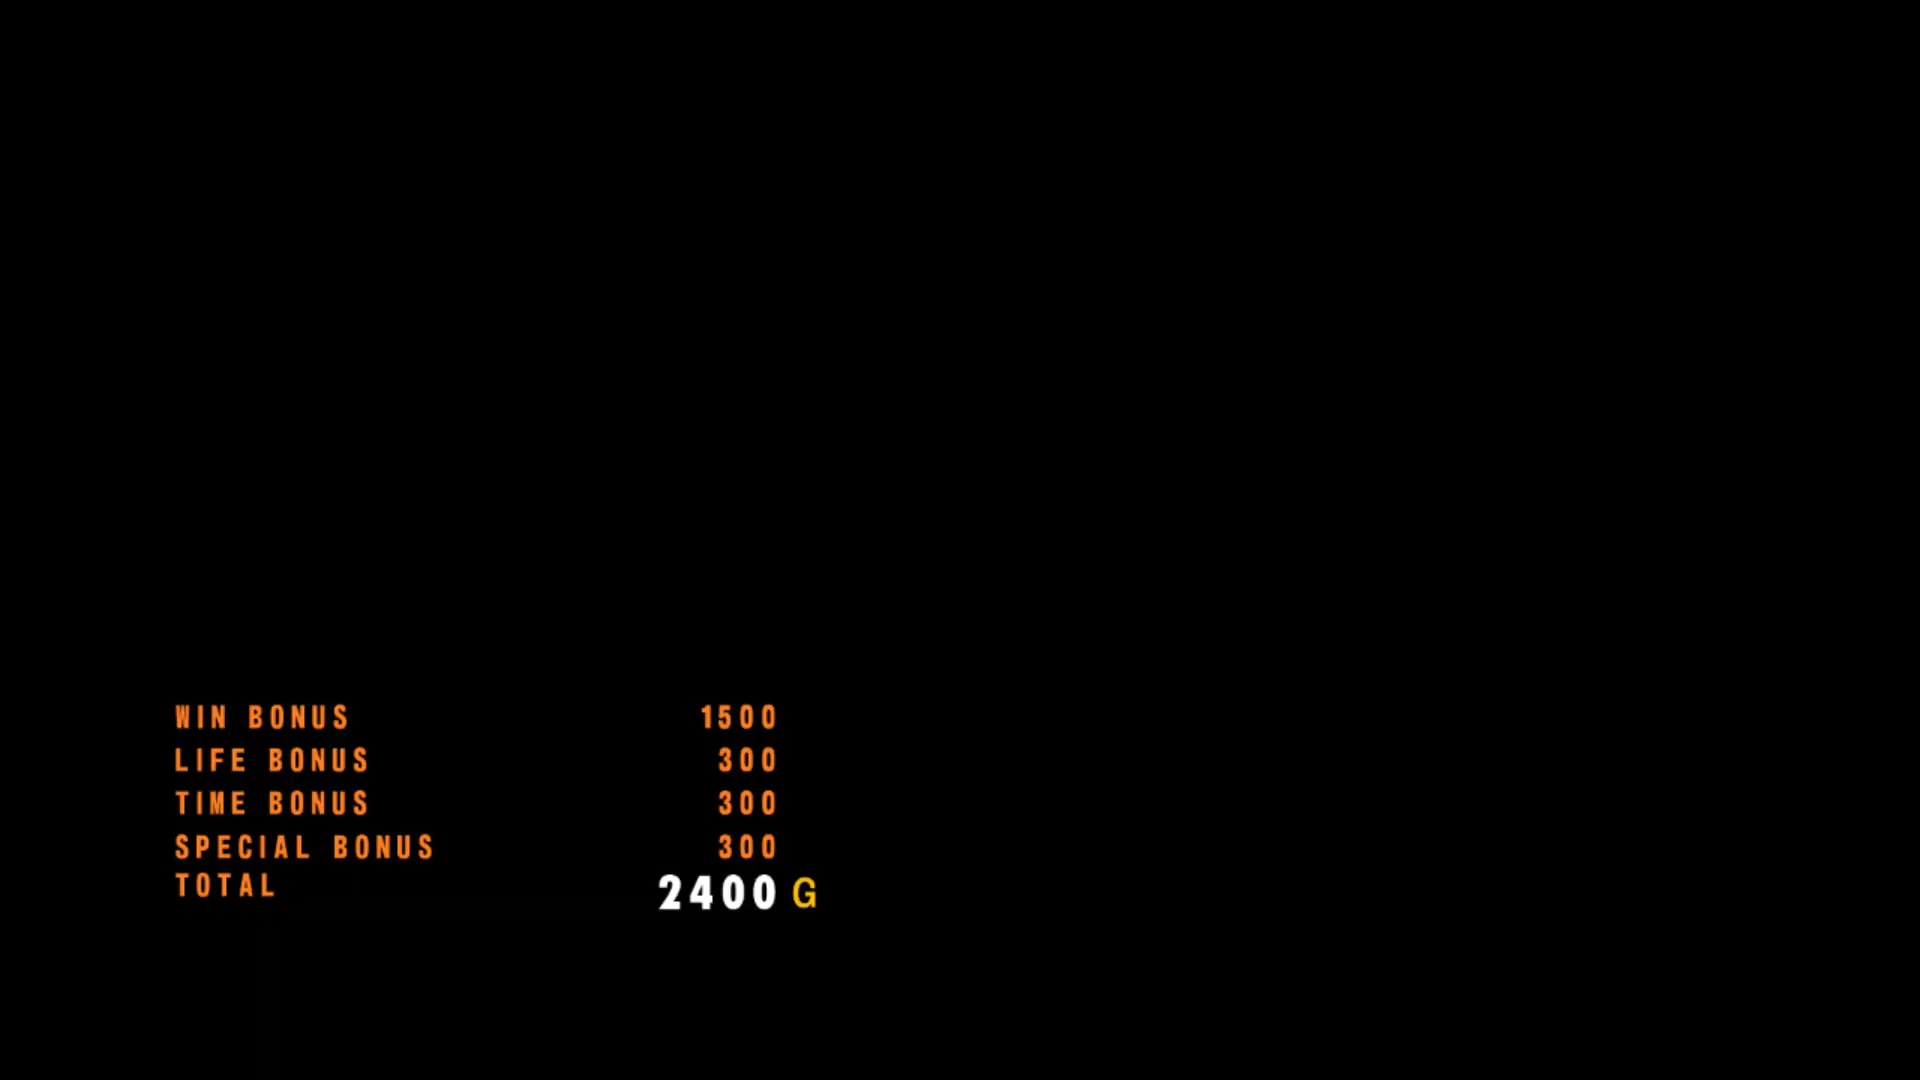 WIN BONUS 1500
LIFE BONUS 300
TIME BONUS 300
SPECIAL BONUS 300
TOTAL 2400 G